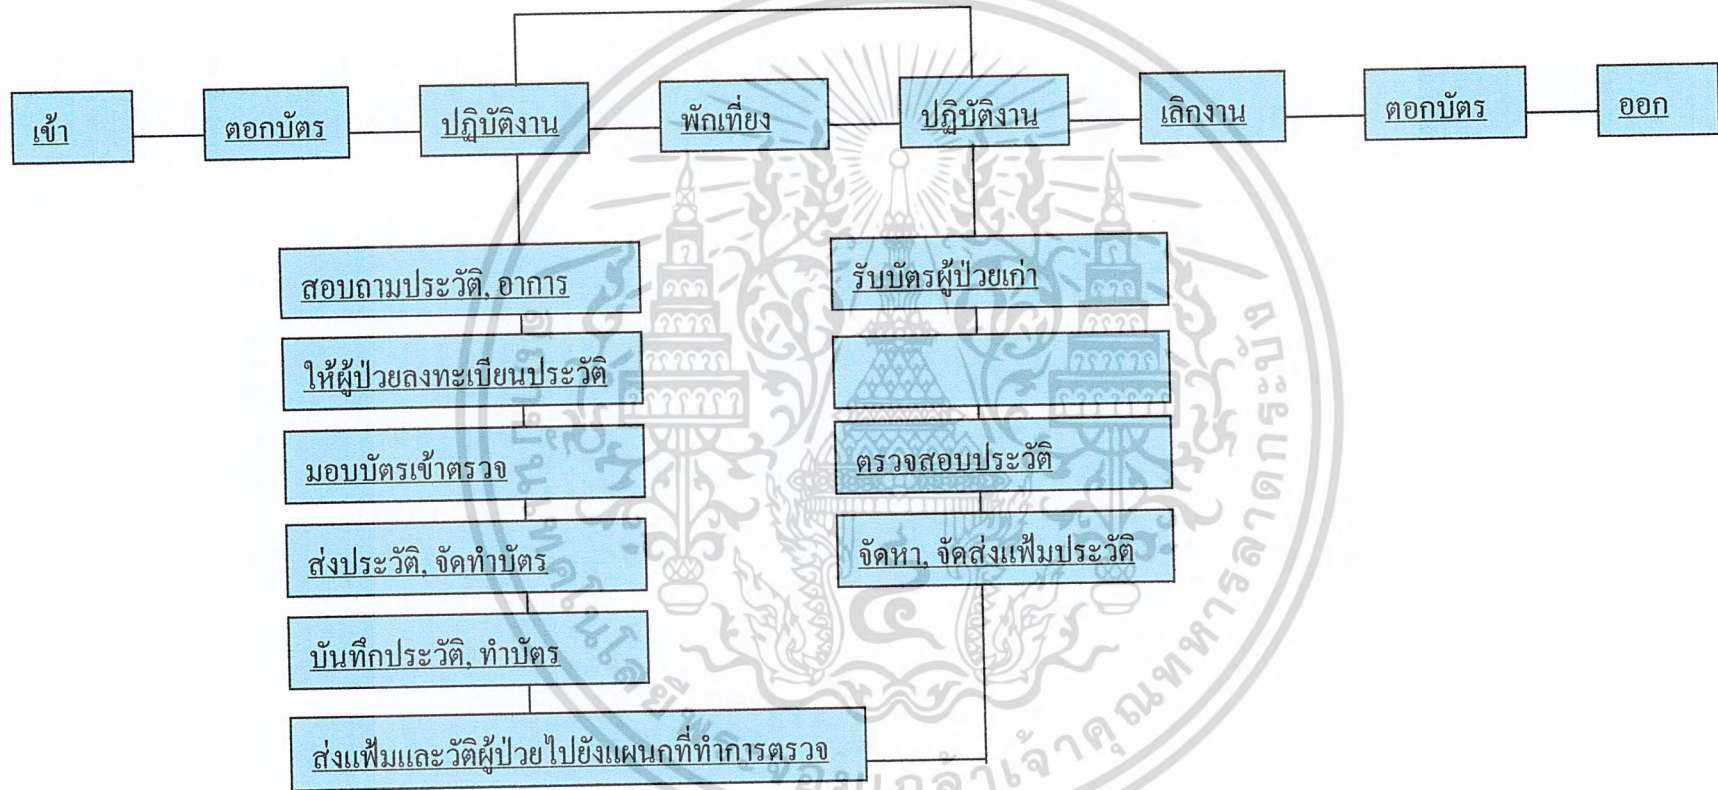 เข้า
ตอกบัตร
ปฏิบัติงาน
พักเที่ยง
ปฏิบัติงาน
เลิกงาน
ตอกบัตร
ออก
สอบถามประวัติ, อาการ
ให้ผู้ป่วยลงทะเบียนประวัติ
มอบบัตรเข้าตรวจ
ส่งประวัติ, จัดทำบัตร
บันทึกประวัติ, ทำบัตร
ส่งแฟ้มและวัติผู้ป่วยไปยังแผนกที่ทำการตรวจ
รับบัตรผู้ป่วยเก่า
ตรวจสอบประวัติ
จัดหา, จัดส่งแฟ้มประวัติ